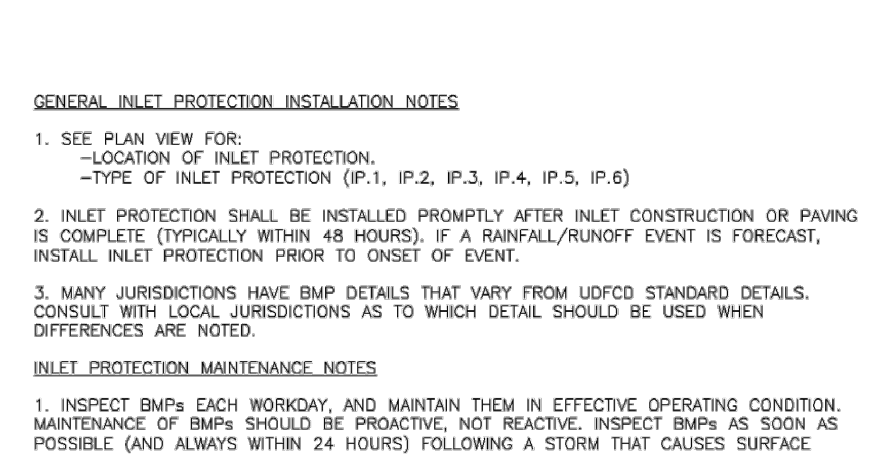 GENERAL INLET PROTECTION INSTALLATION NOTES
1. SEE PLAN VIEW FOR:
–LOCATION OF INLET PROTECTION.
–TYPE OF INLET PROTECTION (IP.1, IP.2, IP.3, IP.4, IP.5, IP.6)
2. INLET PROTECTION SHALL BE INSTALLED PROMPTLY AFTER INLET CONSTRUCTION OR PAVING
IS COMPLETE (TYPICALLY WITHIN 48 HOURS). IF A RAINFALL/RUNOFF EVENT IS FORECAST,
INSTALL INLET PROTECTION PRIOR TO ONSET OF EVENT.
3. MANY JURISDICTIONS HAVE BMP DETAILS THAT VARY FROM UDFCD STANDARD DETAILS.
CONSULT WITH LOCAL JURISDICTIONS AS TO WHICH DETAIL SHOULD BE USED WHEN
DIFFERENCES ARE NOTED.
INLET PROTECTION MAINTENANCE NOTES
1. INSPECT BMPs EACH WORKDAY, AND MAINTAIN THEM IN EFFECTIVE OPERATING CONDITION.
MAINTENANCE OF BMPs SHOULD BE PROACTIVE, NOT REACTIVE. INSPECT BMPs AS SOON AS
POSSIBLE (AND ALWAYS WITHIN 24 HOURS) FOLLOWING A STORM THAT CAUSES SURFACE